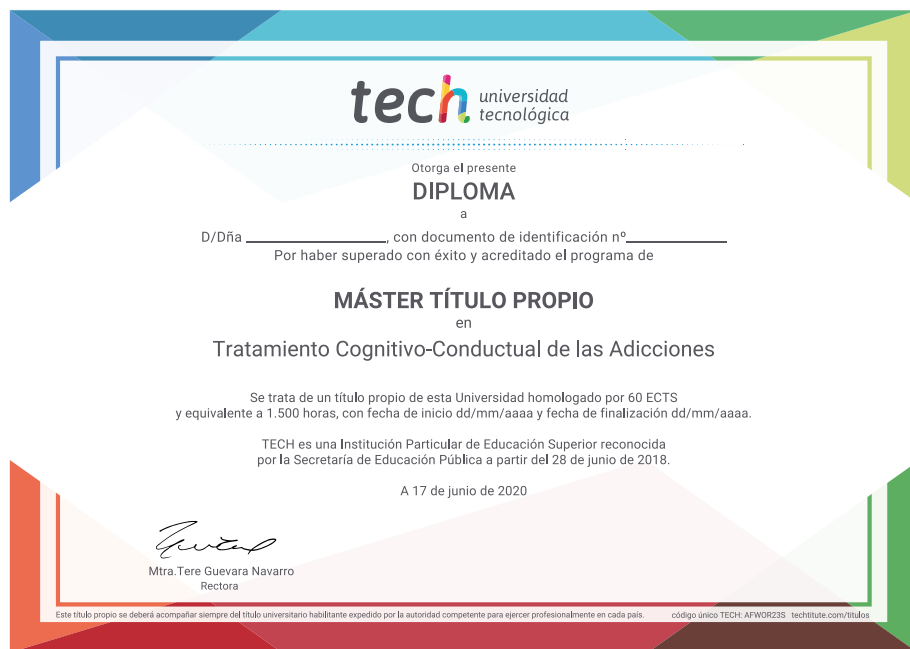 tech universidad
tecnológica
Otorga el presente
DIPLOMA
a
D/Dña , con documento de identificación nº
Por haber superado con éxito y acreditado el programa de
MÁSTER TÍTULO PROPIO
en
Tratamiento Cognitivo-Conductual de las Adicciones
Se trata de un título propio de esta Universidad homologado por 60 ECTS
y equivalente a 1.500 horas, con fecha de inicio dd/mm/aaaa y fecha de finalización dd/mm/aaaa.
TECH es una Institución Particular de Educación Superior reconocida
por la Secretaría de Educación Pública a partir del 28 de junio de 2018.
A 17 de junio de 2020
Mtra.Tere Guevara Navarro
Rectora
Este título propio se deberá acompañar siempre del título universitario habilitante expedido por la autoridad competente para ejercer profesionalmente en cada país. código único TECH: AFWOR23S techtitute.com/titulos